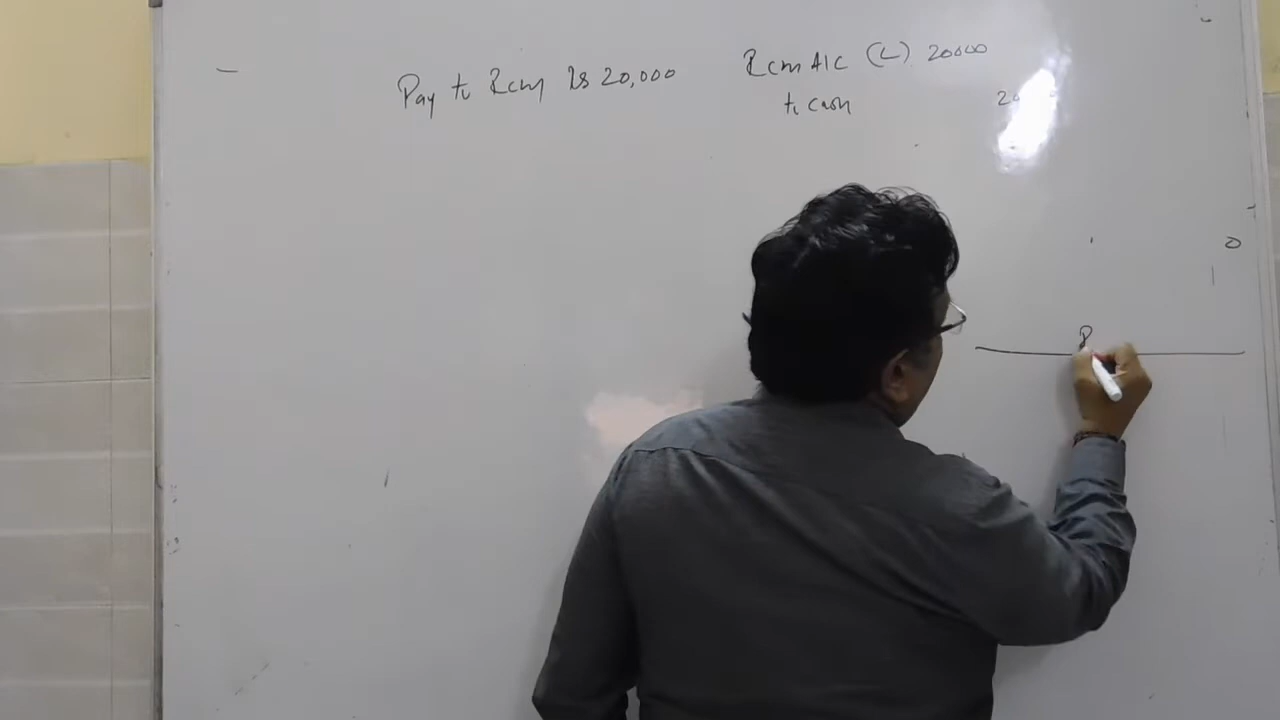 Pay to Ram Rs 20,000
Ram A/C (L) 20000
to Cash